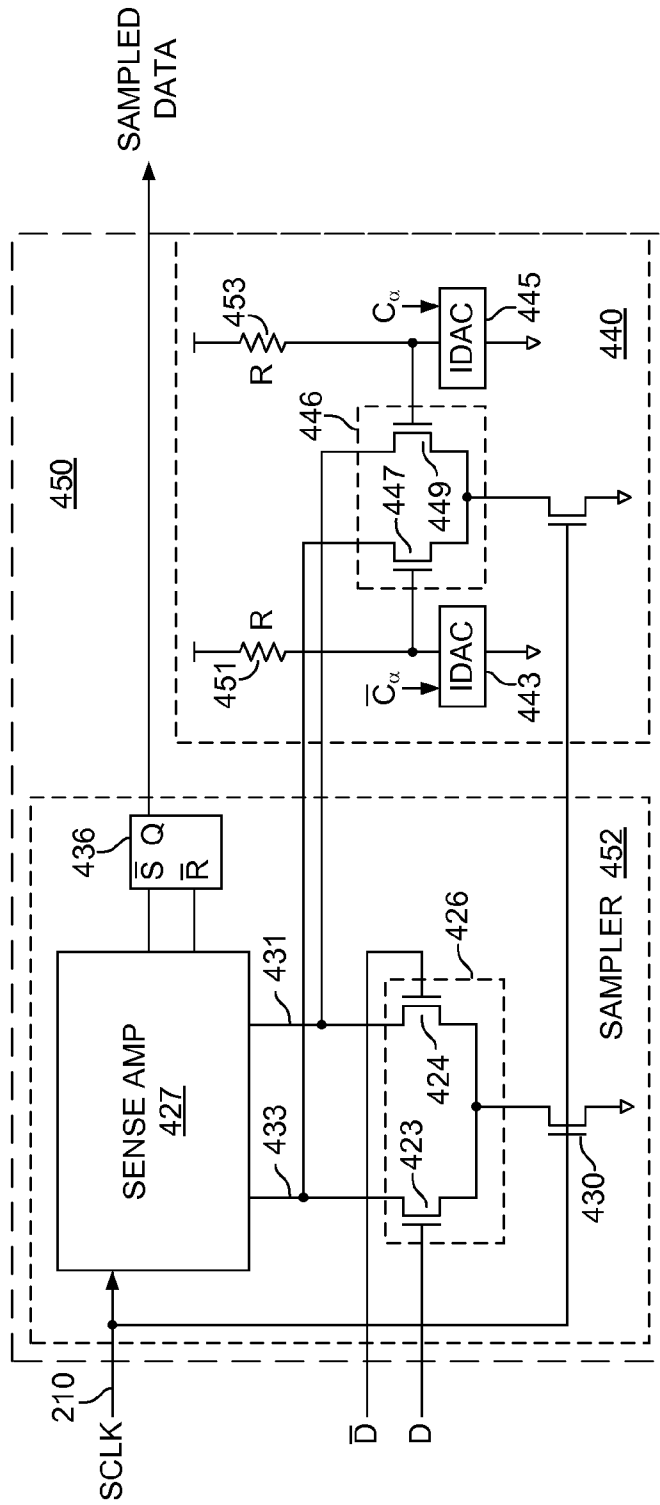 SAMPLED
DATA
450
SCLK
210
SENSE AMP
427
436
S̅ Q
R̅
433
431
D̅
D
423
424
426
430
SAMPLER 452
451
R
C̅α
IDAC
443
446
447
449
R
453
Cα
IDAC
445
440